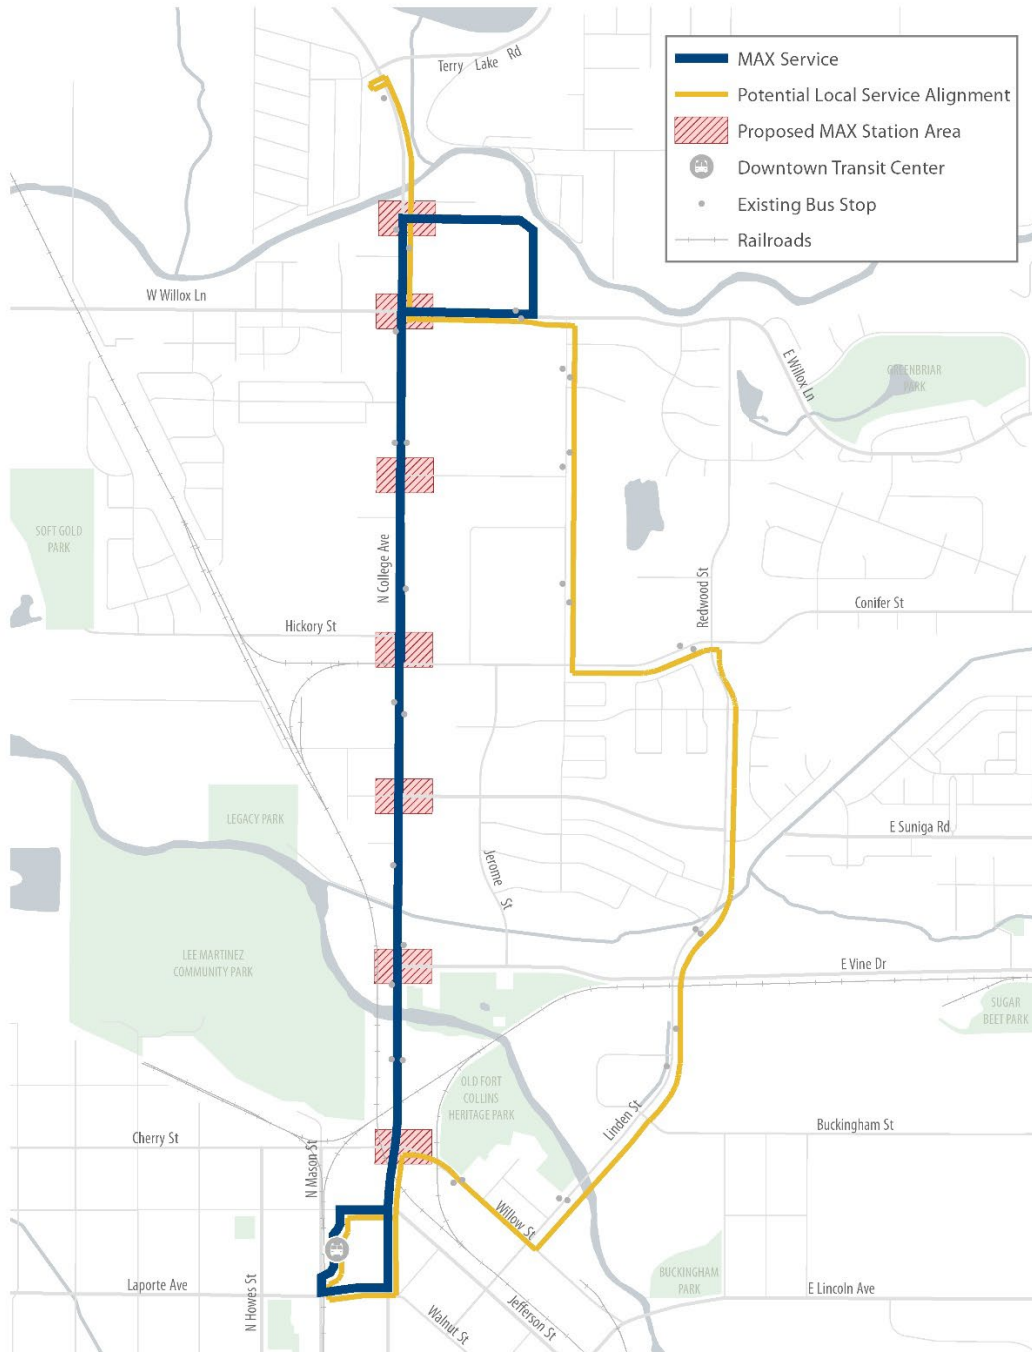 Terry Lake Rd
MAX Service
Potential Local Service Alignment
Proposed MAX Station Area
Downtown Transit Center
Existing Bus Stop
Railroads
W Willox Ln
E Willox Ln
GREENBRIAR
PARK
SOFT GOLD
PARK
N College Ave
Redwood St
Conifer St
Hickory St
LEGACY PARK
E Suniga Rd
Jerome St
LEE MARTINEZ
COMMUNITY PARK
E Vine Dr
SUGAR
BEET PARK
OLD FORT
COLLINS
HERITAGE PARK
Linden St
Buckingham St
Cherry St
N Mason St
Willow St
BUCKINGHAM
PARK
Laporte Ave
N Howes St
E Lincoln Ave
Jefferson St
Walnut St